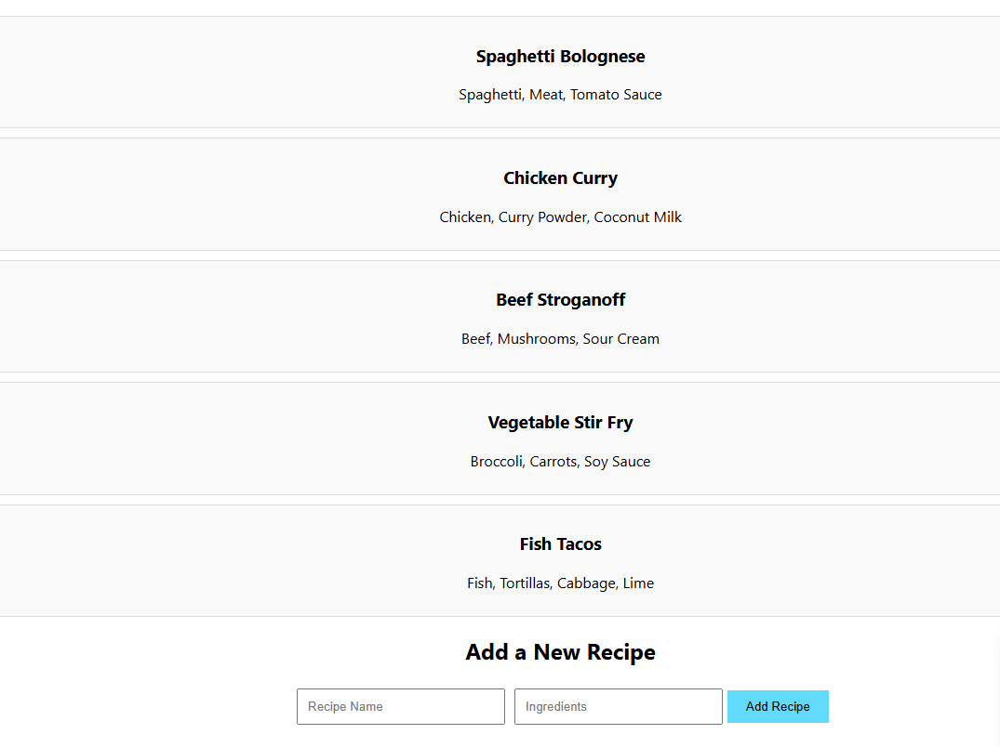 Spaghetti Bolognese
Spaghetti, Meat, Tomato Sauce
Chicken Curry
Chicken, Curry Powder, Coconut Milk
Beef Stroganoff
Beef, Mushrooms, Sour Cream
Vegetable Stir Fry
Broccoli, Carrots, Soy Sauce
Fish Tacos
Fish, Tortillas, Cabbage, Lime
Add a New Recipe
Recipe Name Ingredients Add Recipe